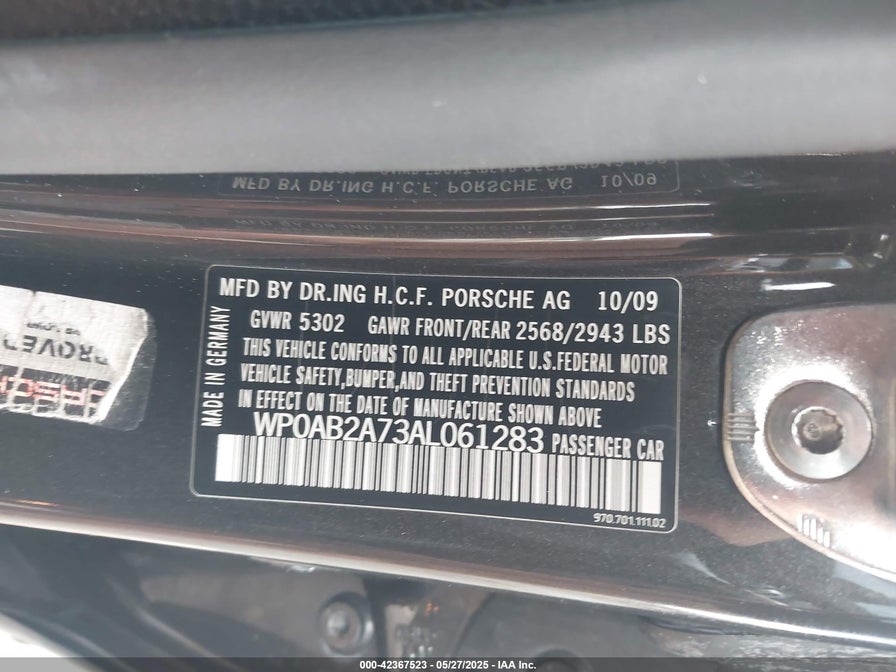 MFD BY DR.ING H.C.F. PORSCHE AG 10/09
MFD BY DR.ING H.C.F. PORSCHE AG 10/09
GVWR 5302 GAWR FRONT/REAR 2568/2943 LBS
THIS VEHICLE CONFORMS TO ALL APPLICABLE U.S.FEDERAL MOTOR
VEHICLE SAFETY,BUMPER,AND THEFT PREVENTION STANDARDS
IN EFFECT ON THE DATE OF MANUFACTURE SHOWN ABOVE
WP0AB2A73AL061283 PASSENGER CAR
970.701.111.02
MADE IN GERMANY
000-42367523 - 05/27/2025 - IAA Inc.